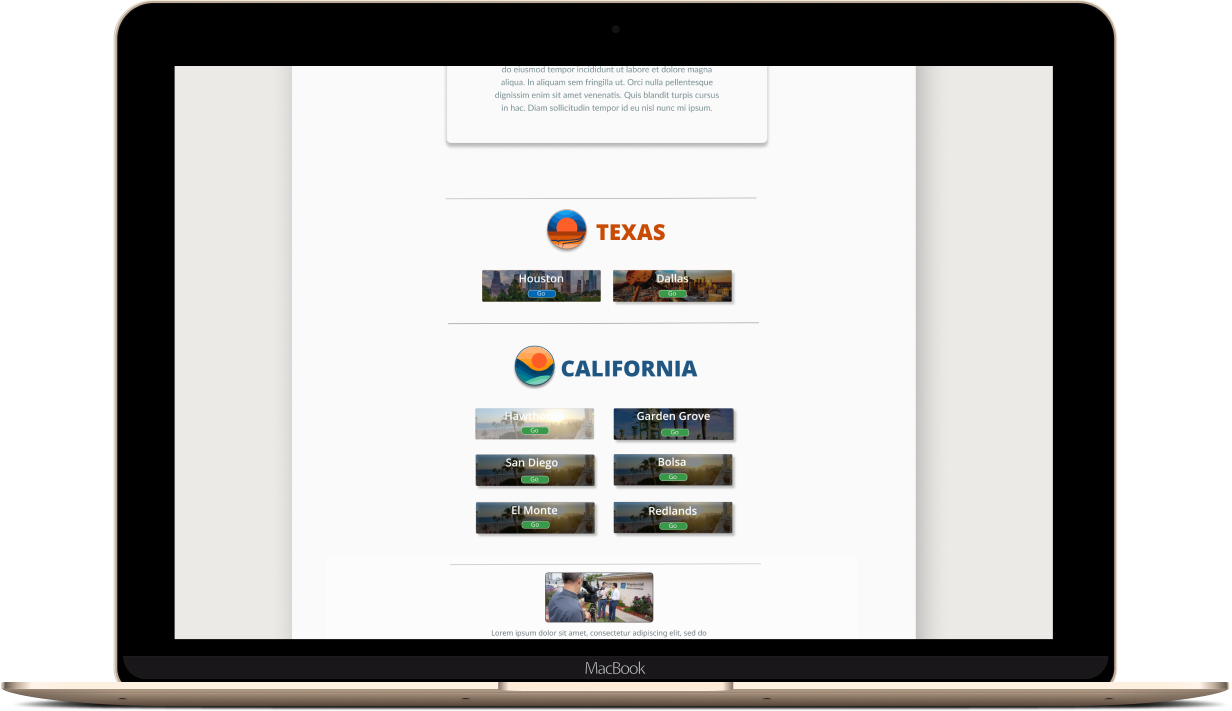 do eiusmod tempor incididunt ut labore et dolore magna
aliqua. In aliquam sem fringilla ut. Orci nulla pellentesque
dignissim enim sit amet venenatis. Quis blandit turpis cursus
in hac. Diam sollicitudin tempor id eu nisl nunc mi ipsum.
TEXAS
Houston
Go
Dallas
Go
CALIFORNIA
Go
Garden Grove
Go
San Diego
Go
Bolsa
Go
El Monte
Go
Redlands
Go
Lorem ipsum dolor sit amet, consectetur adipiscing elit, sed do
MacBook